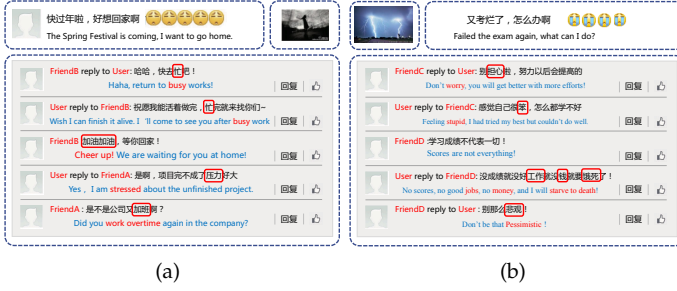 快过年啦，好想回家啊
The Spring Festival is coming, I want to go home.
FriendB reply to User: 哈哈，快去忙吧！
Haha, return to busy works!
回复
User reply to FriendB: 祝愿我能活着做完，忙完就来找你们~
Wish I can finish it alive. I 'll come to see you after busy work
回复
FriendB 加油加油，等你回家！
Cheer up! We are waiting for you at home!
回复
User reply to FriendA: 是啊，项目完不成了压力好大
Yes , I am stressed about the unfinished project.
回复
FriendA : 是不是公司又加班啊？
Did you work overtime again in the company?
回复
(a)
又考烂了，怎么办啊
Failed the exam again, what can I do?
FriendC reply to User: 别担心啦，努力以后会提高的
Don't worry, you will get better with more efforts!
回复
User reply to FriendC: 感觉自己很笨，怎么都学不好
Feeling stupid, I had tried my best but couldn't do well.
回复
FriendD :学习成绩不代表一切！
Scores are not everything!
回复
User reply to FriendD: 没成绩就没好工作就没钱就要饿死了！
No scores, no good jobs, no money, and I will starve to death!
回复
FriendD reply to User : 别那么悲观！
Don't be that Pessimistic !
回复
(b)